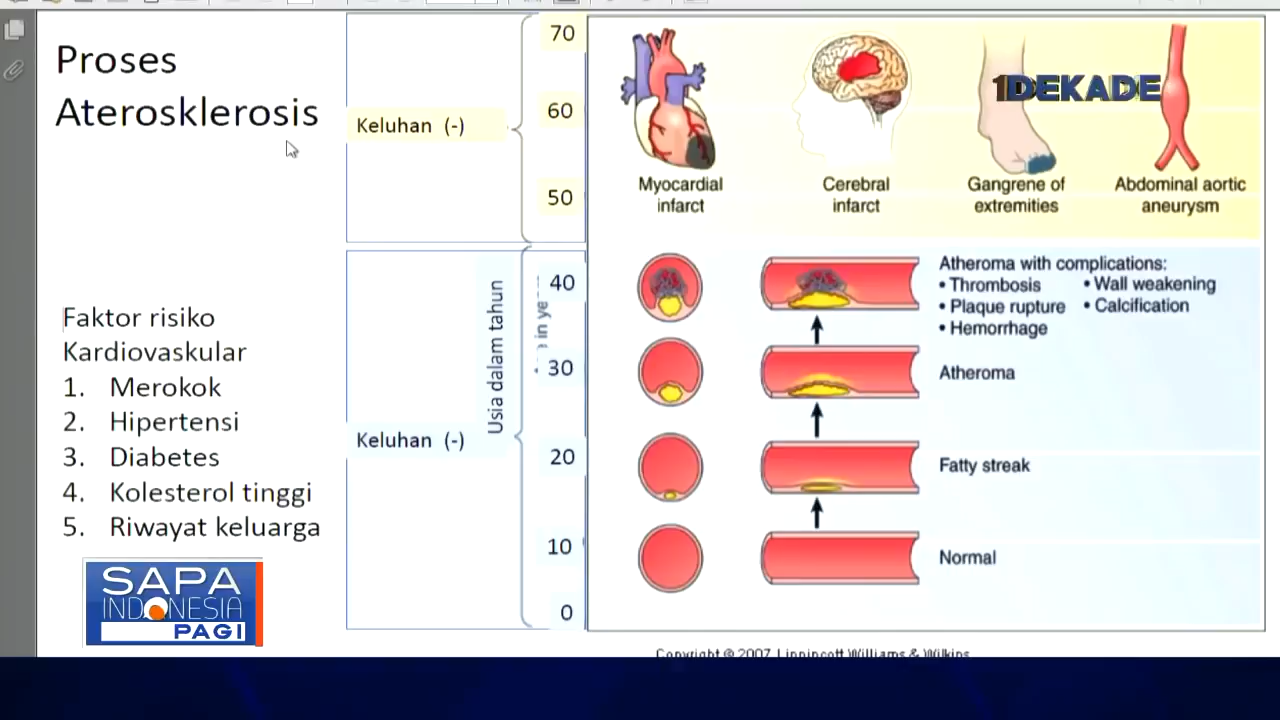 Proses
Aterosklerosis
Faktor risiko
Kardiovaskular
1. Merokok
2. Hipertensi
3. Diabetes
4. Kolesterol tinggi
5. Riwayat keluarga
SAPA
INDONESIA
PAGI
Keluhan (-)
Keluhan (-)
Usia dalam tahun
in
70
60
50
40
30
20
10
0
1DEKADE
Myocardial
infarct
Cerebral
infarct
Gangrene of
extremities
Abdominal aortic
aneurysm
Atheroma with complications:
• Thrombosis • Wall weakening
• Plaque rupture • Calcification
• Hemorrhage
Atheroma
Fatty streak
Normal
Copyright © 2007 Lippincott Williams & Wilkins